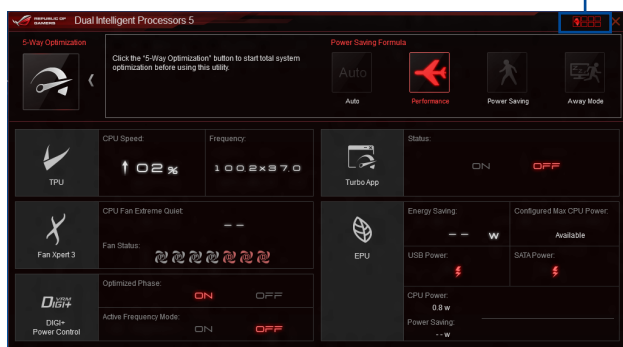 REPUBLIC OF
GAMERS
Dual Intelligent Processors 5
5-Way Optimization
Click the "5-Way Optimization" button to start total system
optimization before using this utility.
Power Saving Formula
Auto
Auto
Performance
Power Saving
Away Mode
TPU
CPU Speed:
02 %
Frequency:
100.2x37.0
Turbo App
Status:
ON
OFF
Fan Xpert 3
CPU Fan Extreme Quiet:
--
Fan Status:
EPU
Energy Saving:
-- w
Configured Max CPU Power:
Available
USB Power:
SATA Power:
CPU Power:
0.8 w
Power Saving:
-- w
DIGI+ VRM
DIGI+
Power Control
Optimized Phase:
ON
OFF
Active Frequency Mode:
ON
OFF